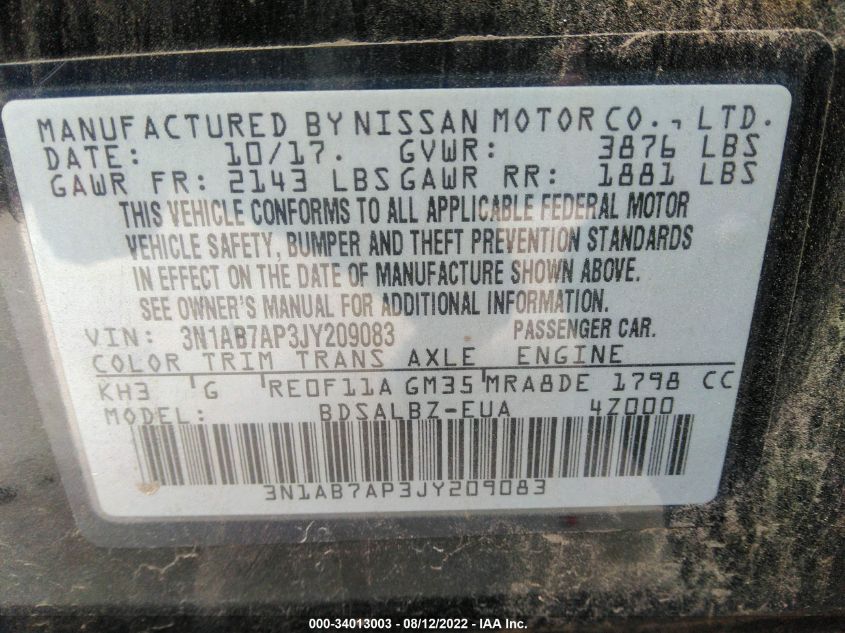 MANUFACTURED BY NISSAN MOTOR CO., LTD.
DATE: 10/17. GVWR: 3876 LBS
GAWR FR: 2143 LBS GAWR RR: 1881 LBS
THIS VEHICLE CONFORMS TO ALL APPLICABLE FEDERAL MOTOR
VEHICLE SAFETY, BUMPER AND THEFT PREVENTION STANDARDS
IN EFFECT ON THE DATE OF MANUFACTURE SHOWN ABOVE.
SEE OWNER'S MANUAL FOR ADDITIONAL INFORMATION.
VIN: 3N1AB7AP3JY209083 PASSENGER CAR.
COLOR TRIM TRANS AXLE ENGINE
KH3 G RE0F11A GM35 MRA8DE 1798 CC
MODEL: BDSALBZ-EUA 4Z000
3N1AB7AP3JY209083
000-34013003 - 08/12/2022 - IAA Inc.